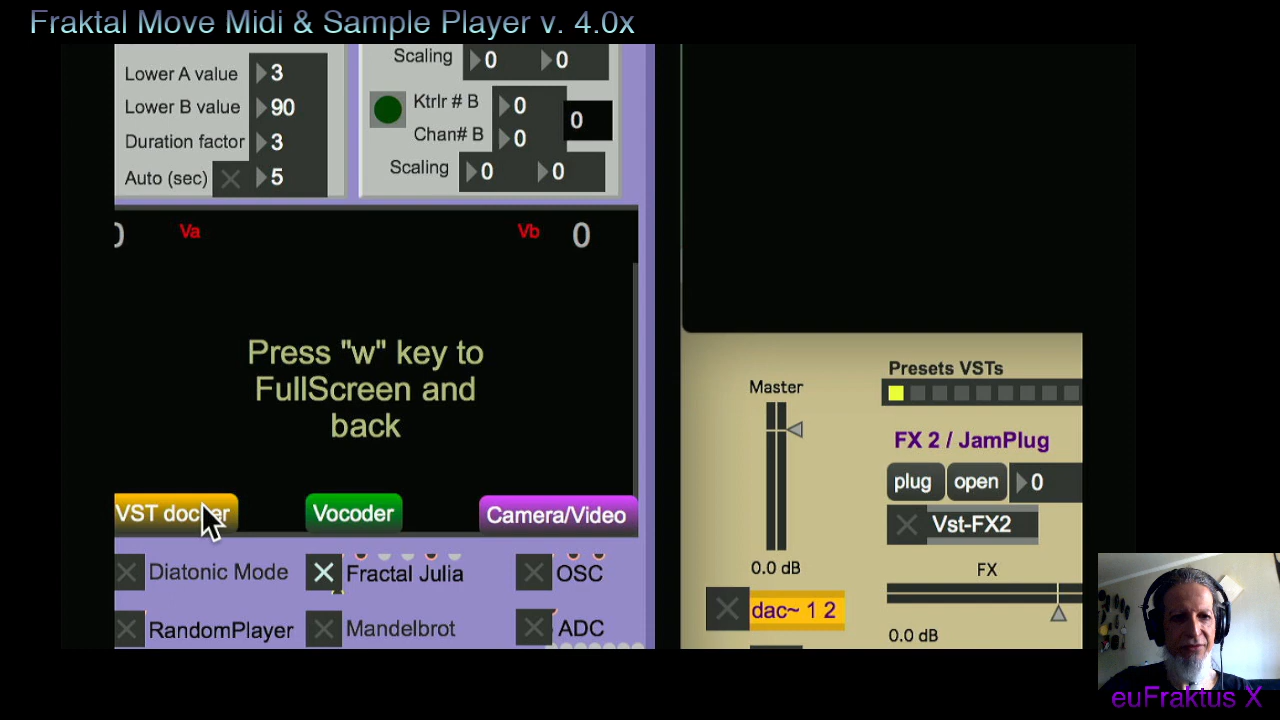 Fraktal Move Midi & Sample Player v. 4.0x
Lower A value 3
Lower B value 90
Duration factor 3
Auto (sec) 5
Scaling 0 0
Ktrlr # B 0
Chan# B 0
0
Scaling 0 0
0 Va Vb 0
Press "w" key to
FullScreen and
back
VST docker Vocoder Camera/Video
Diatonic Mode Fractal Julia OSC
RandomPlayer Mandelbrot ADC
Master
0.0 dB
dac~ 1 2
Presets VSTs
FX 2 / JamPlug
plug open 0
Vst-FX2
FX
0.0 dB
euFraktus X